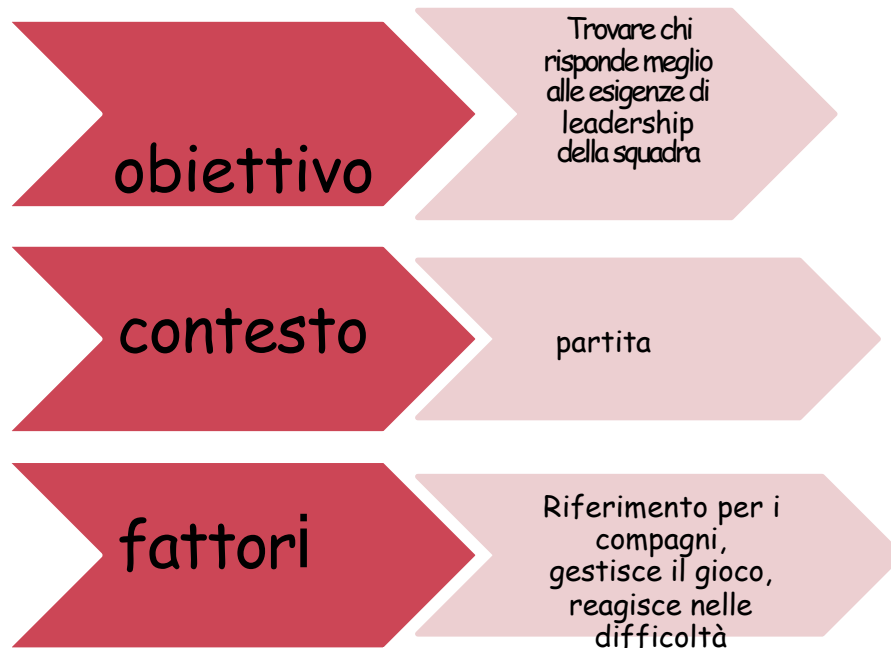 obiettivo
Trovare chi
risponde meglio
alle esigenze di
leadership
della squadra
contesto
partita
fattori
Riferimento per i
compagni,
gestisce il gioco,
reagisce nelle
difficoltà